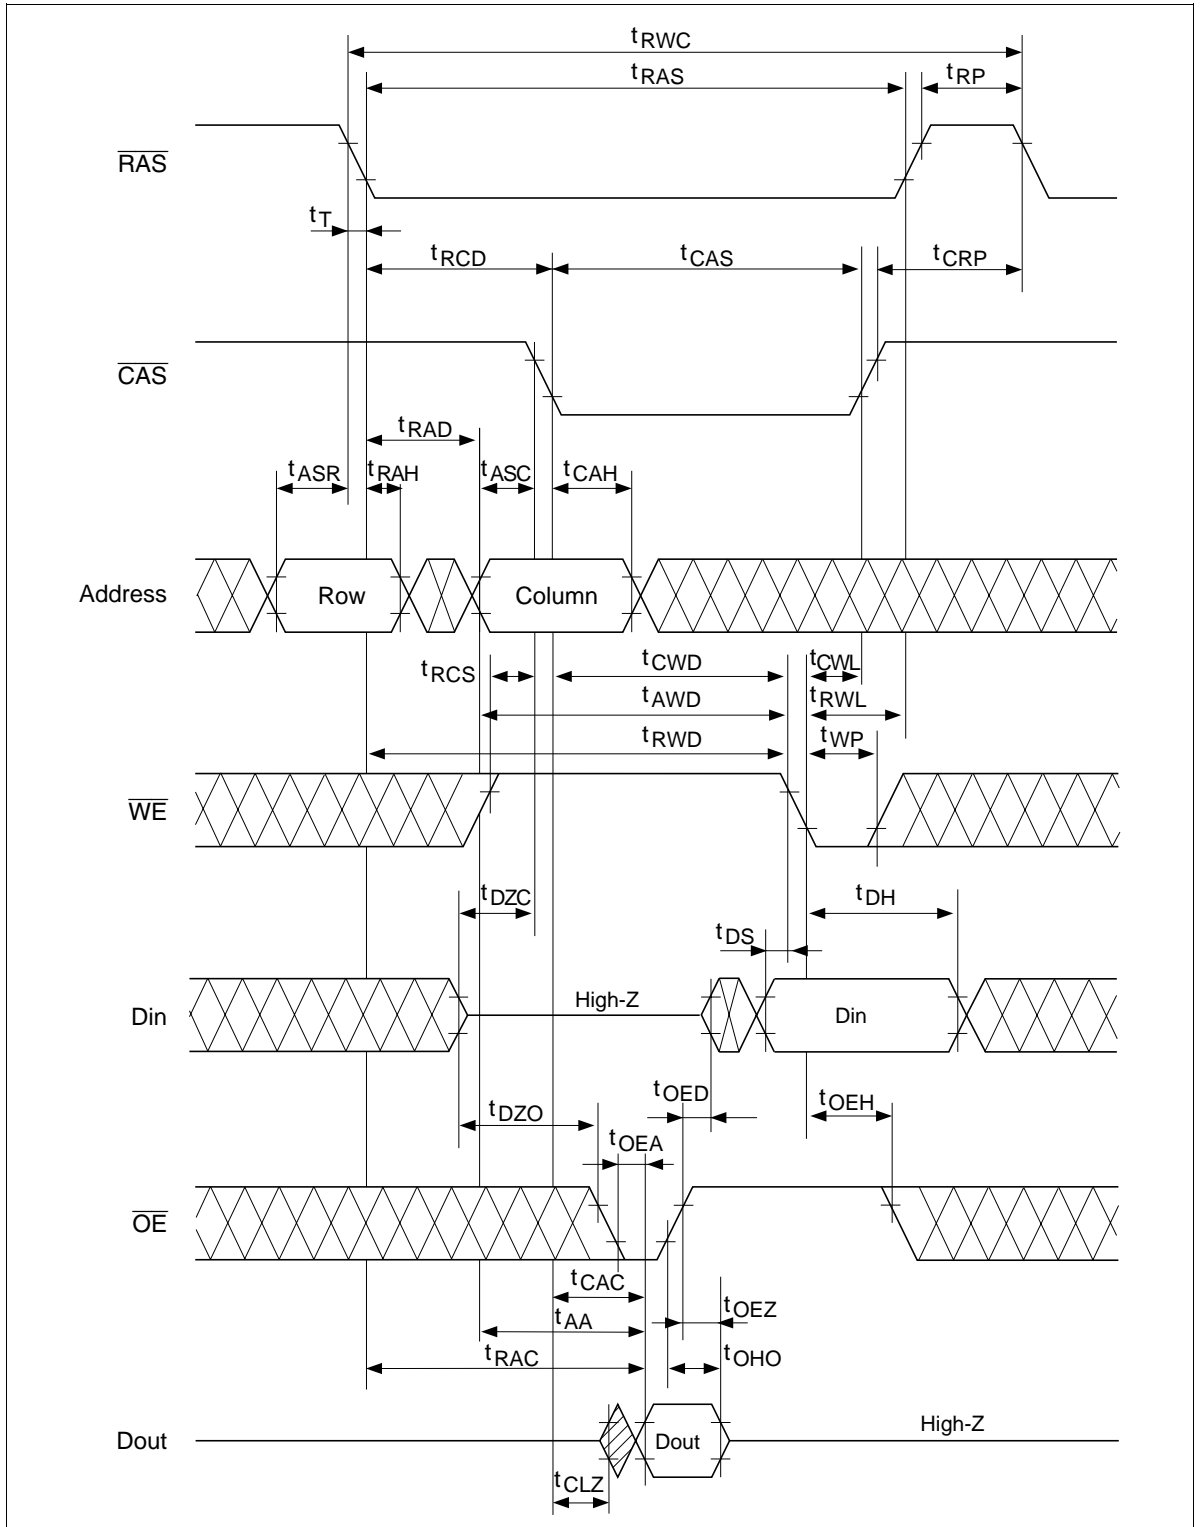 tRWC
tRAS tRP
RAS
tT
tRCD tCAS tCRP
CAS
tRAD
tASR tRAH tASC tCAH
Address Row Column
tRCS tCWD tCWL
tAWD tRWL
tRWD tWP
WE
tDZC tDH
tDS
Din High-Z Din
tOED tOEH
tDZO
tOEA
OE
tCAC
tOEZ
tAA
tRAC tOHO
Dout Dout High-Z
tCLZ